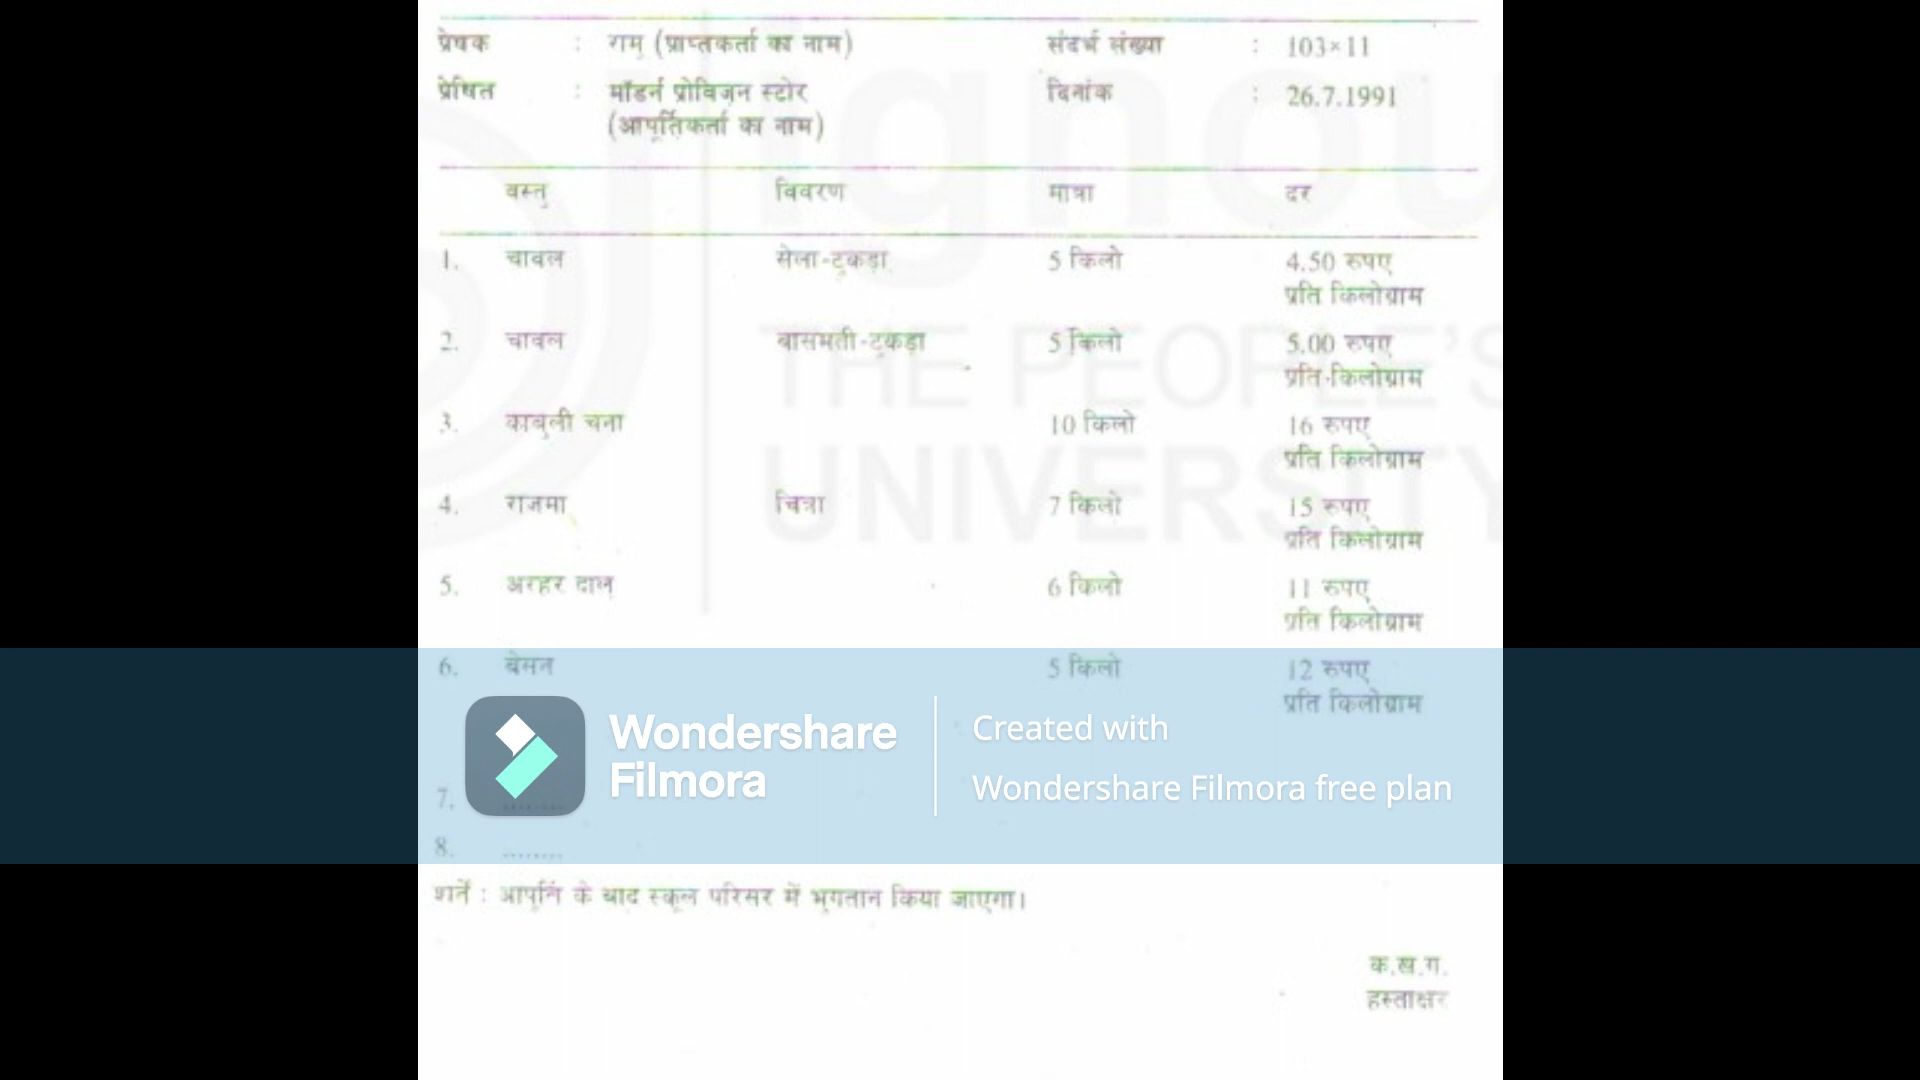 प्रेषक : राम (प्राप्तकर्ता का नाम) संदर्भ संख्या : 103×11
प्रेषित : मॉडर्न प्रोविज़न स्टोर दिनांक : 26.7.1991
(आपूर्तिकर्ता का नाम)
वस्तु विवरण मात्रा दर
1. चावल सेला-टुकड़ा 5 किलो 4.50 रुपए
प्रति किलोग्राम
2. चावल बासमती-टुकड़ा 5 किलो 5.00 रुपए
प्रति-किलोग्राम
3. काबुली चना 10 किलो 16 रुपए
प्रति किलोग्राम
4. राजमा चित्रा 7 किलो 15 रुपए
प्रति किलोग्राम
5. अरहर दाल 6 किलो 11 रुपए
प्रति किलोग्राम
6. बेसन 5 किलो 12 रुपए
प्रति किलोग्राम
7. ........
8. ........
शर्तें : आपूर्ति के बाद स्कूल परिसर में भुगतान किया जाएगा।
क.ख.ग.
हस्ताक्षर
ignou
THE PEOPLE'S
UNIVERSITY
Wondershare
Filmora
Created with
Wondershare Filmora free plan